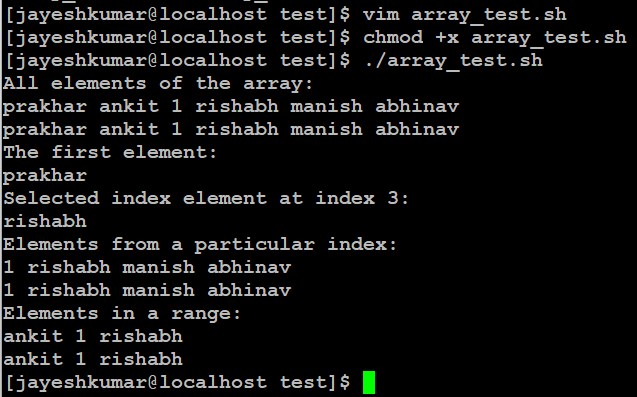 [jayeshkumar@localhost test]$ vim array_test.sh
[jayeshkumar@localhost test]$ chmod +x array_test.sh
[jayeshkumar@localhost test]$ ./array_test.sh
All elements of the array:
prakhar ankit 1 rishabh manish abhinav
prakhar ankit 1 rishabh manish abhinav
The first element:
prakhar
Selected index element at index 3:
rishabh
Elements from a particular index:
1 rishabh manish abhinav
1 rishabh manish abhinav
Elements in a range:
ankit 1 rishabh
ankit 1 rishabh
[jayeshkumar@localhost test]$